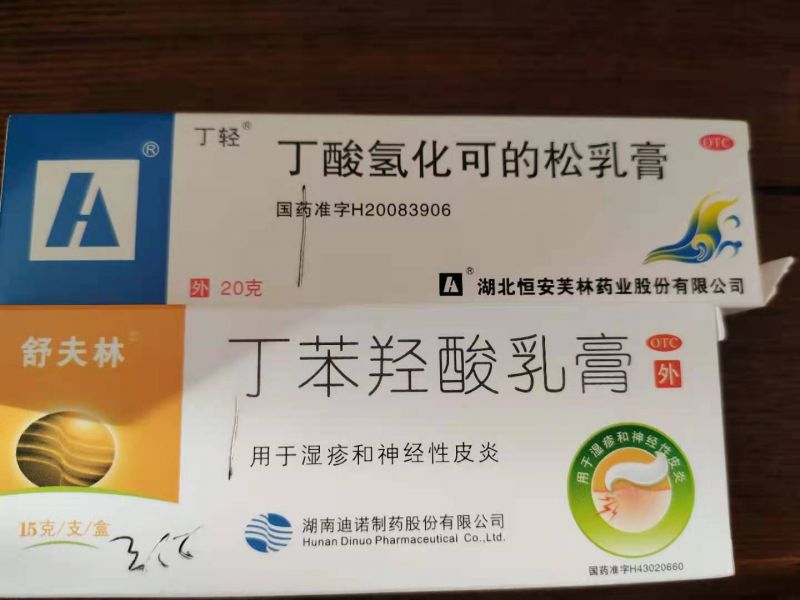 丁轻®
丁酸氢化可的松乳膏
OTC
国药准字H20083906
外 20克
湖北恒安芙林药业股份有限公司
舒夫林
丁苯羟酸乳膏
OTC
外
用于湿疹和神经性皮炎
用于湿疹和神经性皮炎
15克/支/盒
湖南迪诺制药股份有限公司
Hunan Dinuo Pharmaceutical Co.,Ltd.
国药准字H43020660